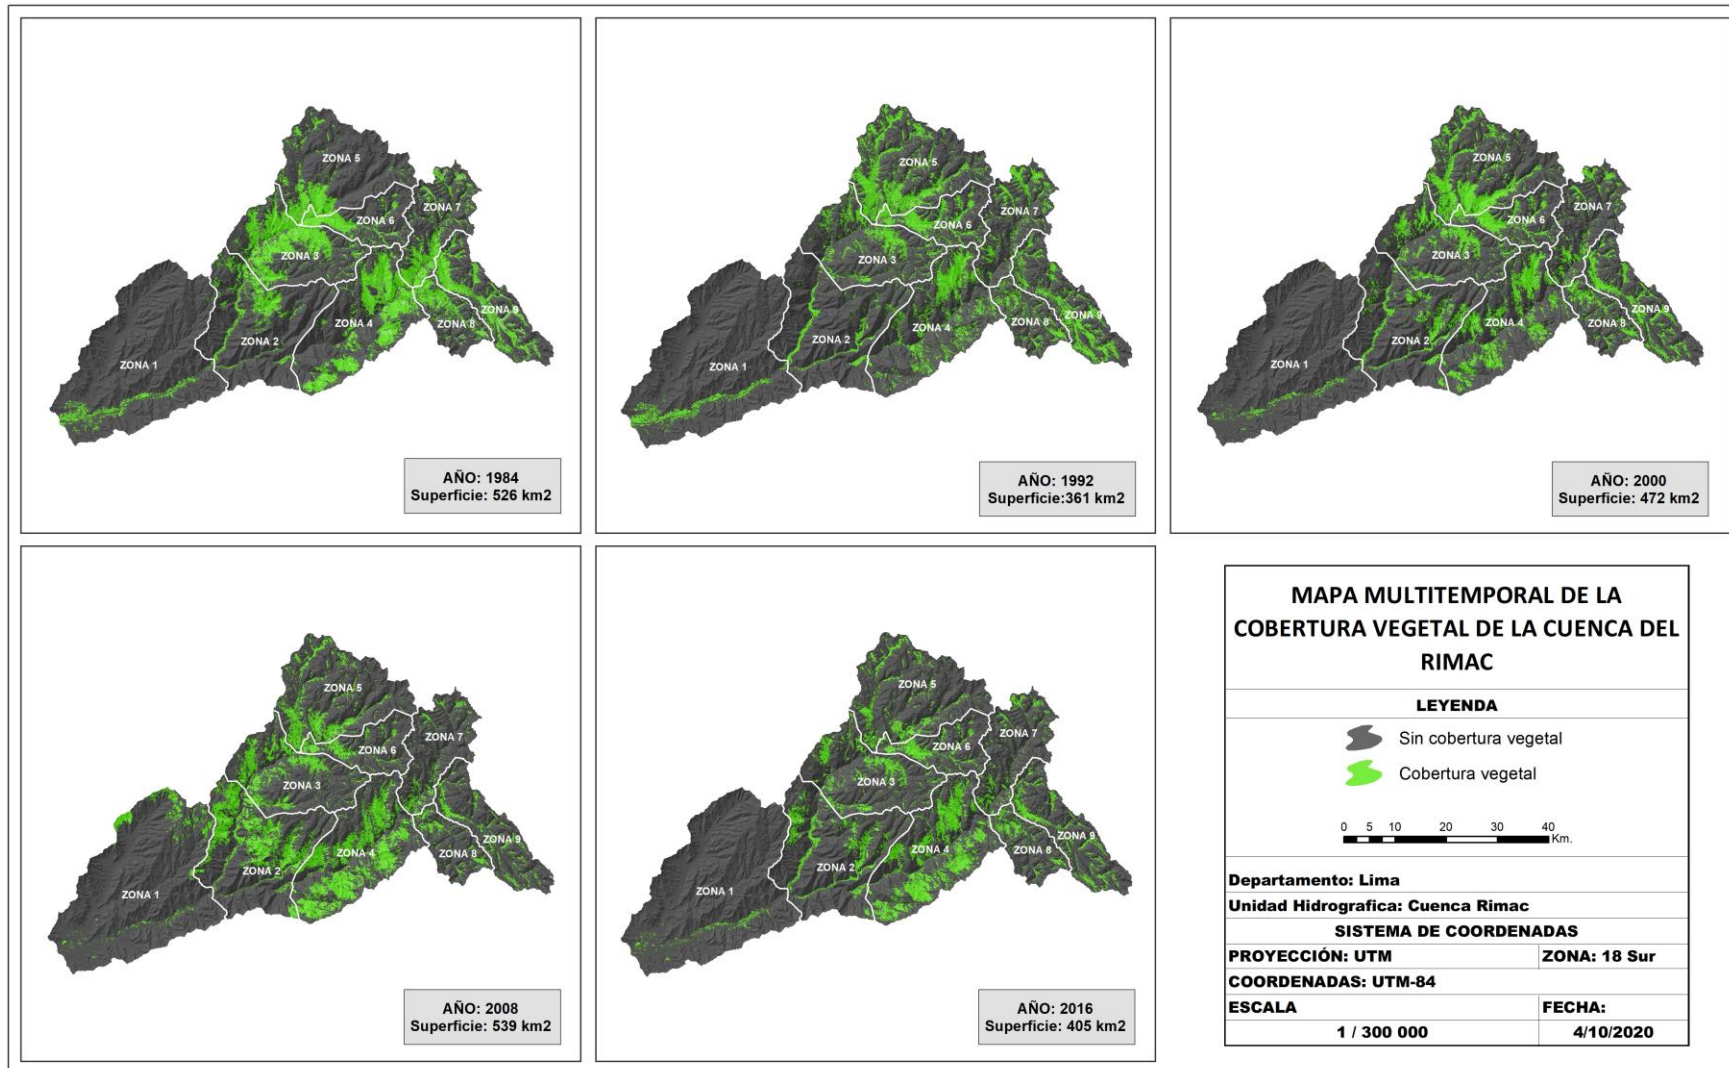 ZONA 5
ZONA 7
ZONA 6
ZONA 3
ZONA 9
ZONA 4
ZONA 8
ZONA 2
ZONA 1
AÑO: 1984
Superficie: 526 km2
ZONA 5
ZONA 7
ZONA 6
ZONA 3
ZONA 9
ZONA 4
ZONA 8
ZONA 2
ZONA 1
AÑO: 1992
Superficie:361 km2
ZONA 5
ZONA 7
ZONA 6
ZONA 3
ZONA 9
ZONA 4
ZONA 8
ZONA 2
ZONA 1
AÑO: 2000
Superficie: 472 km2
ZONA 5
ZONA 7
ZONA 6
ZONA 3
ZONA 9
ZONA 4
ZONA 8
ZONA 2
ZONA 1
AÑO: 2008
Superficie: 539 km2
ZONA 5
ZONA 7
ZONA 6
ZONA 3
ZONA 9
ZONA 4
ZONA 8
ZONA 2
ZONA 1
AÑO: 2016
Superficie: 405 km2
MAPA MULTITEMPORAL DE LA
COBERTURA VEGETAL DE LA CUENCA DEL
RIMAC
LEYENDA
Sin cobertura vegetal
Cobertura vegetal
0 5 10 20 30 40
Km.
Departamento: Lima
Unidad Hidrografica: Cuenca Rimac
SISTEMA DE COORDENADAS
PROYECCIÓN: UTM ZONA: 18 Sur
COORDENADAS: UTM-84
ESCALA FECHA:
1 / 300 000 4/10/2020